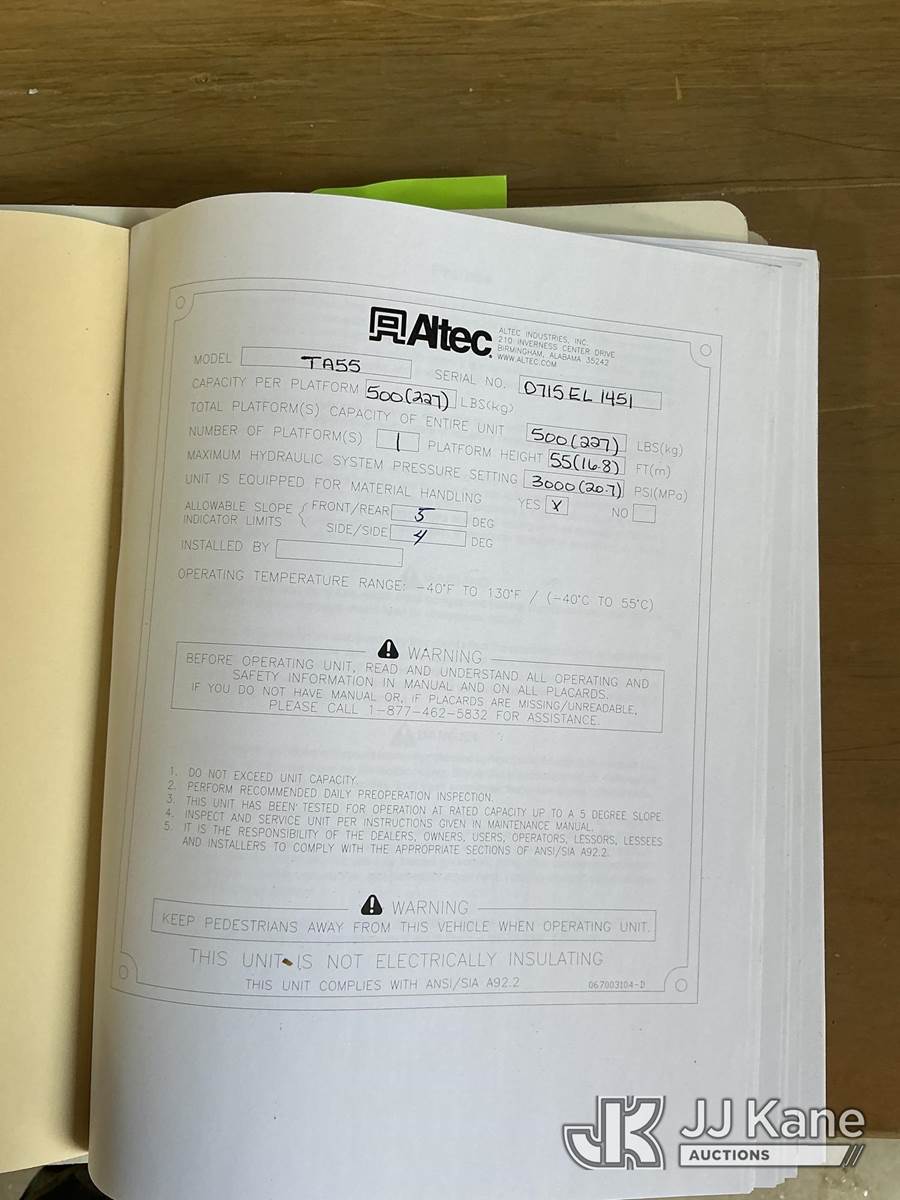 Altec
ALTEC INDUSTRIES, INC.
210 INVERNESS CENTER DRIVE
BIRMINGHAM, ALABAMA 35242
WWW.ALTEC.COM
MODEL TA55 SERIAL NO. 0715EL1451
CAPACITY PER PLATFORM 500(227) LBS(kg)
TOTAL PLATFORM(S) CAPACITY OF ENTIRE UNIT 500(227) LBS(kg)
NUMBER OF PLATFORM(S) 1 PLATFORM HEIGHT 55(16.8) FT(m)
MAXIMUM HYDRAULIC SYSTEM PRESSURE SETTING 3000(20.7) PSI(MPa)
UNIT IS EQUIPPED FOR MATERIAL HANDLING YES X NO
ALLOWABLE SLOPE FRONT/REAR 5 DEG
INDICATOR LIMITS SIDE/SIDE 4 DEG
INSTALLED BY
OPERATING TEMPERATURE RANGE: -40°F TO 130°F / (-40°C TO 55°C)
WARNING
BEFORE OPERATING UNIT, READ AND UNDERSTAND ALL OPERATING AND
SAFETY INFORMATION IN MANUAL AND ON ALL PLACARDS.
IF YOU DO NOT HAVE MANUAL OR, IF PLACARDS ARE MISSING/UNREADABLE,
PLEASE CALL 1-877-462-5832 FOR ASSISTANCE.
1. DO NOT EXCEED UNIT CAPACITY.
2. PERFORM RECOMMENDED DAILY PREOPERATION INSPECTION.
3. THIS UNIT HAS BEEN TESTED FOR OPERATION AT RATED CAPACITY UP TO A 5 DEGREE SLOPE.
4. INSPECT AND SERVICE UNIT PER INSTRUCTIONS GIVEN IN MAINTENANCE MANUAL.
5. IT IS THE RESPONSIBILITY OF THE DEALERS, OWNERS, USERS, OPERATORS, LESSORS, LESSEES
AND INSTALLERS TO COMPLY WITH THE APPROPRIATE SECTIONS OF ANSI/SIA A92.2.
WARNING
KEEP PEDESTRIANS AWAY FROM THIS VEHICLE WHEN OPERATING UNIT.
THIS UNIT IS NOT ELECTRICALLY INSULATING
THIS UNIT COMPLIES WITH ANSI/SIA A92.2
067003104-D
JK JJ Kane
AUCTIONS